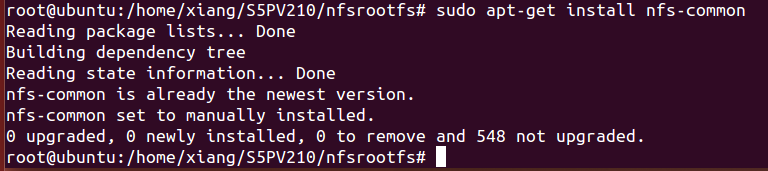 root@ubuntu:/home/xiang/S5PV210/nfsrootfs# sudo apt-get install nfs-common
Reading package lists... Done
Building dependency tree
Reading state information... Done
nfs-common is already the newest version.
nfs-common set to manually installed.
0 upgraded, 0 newly installed, 0 to remove and 548 not upgraded.
root@ubuntu:/home/xiang/S5PV210/nfsrootfs#